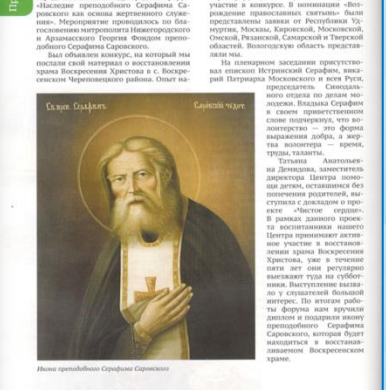 «Наследие преподобного Серафима Са-
ровского как основа жертвенного служе-
ния». Мероприятие проводилось по бла-
гословению митрополита Нижегородского
и Арзамасского Георгия Фондом препо-
добного Серафима Саровского.
Был объявлен конкурс, на который мы
послали свой материал о восстановлении
храма Воскресения Христова в с. Воскре-
сенском Череповецкого района. Опыт на-
Св. прп. Серафим Саровскій чудот.
Икона преподобного Серафима Саровского
участие в конкурсе. В номинации «Воз-
рождение православных святынь» были
представлены заявки от Республики Уд-
муртия, Москвы, Кировской, Московской,
Омской, Рязанской, Самарской и Тверской
областей. Вологодскую область представ-
ляли мы.
На пленарном заседании присутство-
вал епископ Истринский Серафим, вика-
рий Патриарха Московского и всея Руси,
председатель Синодаль-
ного отдела по делам мо-
лодежи. Владыка Серафим
в своем приветственном
слове подчеркнул, что во-
лонтерство — это форма
выражения добра, а жер-
тва волонтера — время,
труды, таланты.
Татьяна Анатольев-
на Демидова, заместитель
директора Центра помо-
щи детям, оставшимся без
попечения родителей, вы-
ступила с докладом о про-
екте «Чистое сердце».
В рамках данного проек-
та воспитанники нашего
Центра принимают актив-
ное участие в восстанов-
лении храма Воскресения
Христова, уже в течение
пяти лет они регулярно
выезжают туда на суббот-
ники. Выступление вызва-
ло у слушателей большой
интерес. По итогам рабо-
ты форума нам вручили
диплом и подарили икону
преподобного Серафима
Саровского, которая будет
находиться в восстанав-
ливаемом Воскресенском
храме.